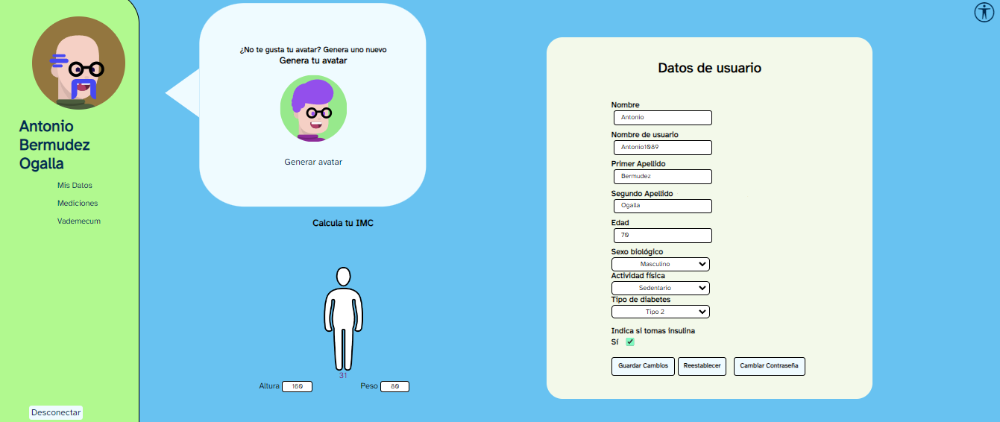 Antonio
Bermudez
Ogalla
Mis Datos
Mediciones
Vademecum
Desconectar
¿No te gusta tu avatar? Genera uno nuevo
Genera tu avatar
Generar avatar
Calcula tu IMC
31
Altura 160 Peso 80
Datos de usuario
Nombre
Antonio
Nombre de usuario
Antonio1089
Primer Apellido
Bermudez
Segundo Apellido
Ogalla
Edad
70
Sexo biológico
Masculino
Actividad física
Sedentario
Tipo de diabetes
Tipo 2
Indica si tomas insulina
Sí
Guardar Cambios Reestablecer Cambiar Contraseña